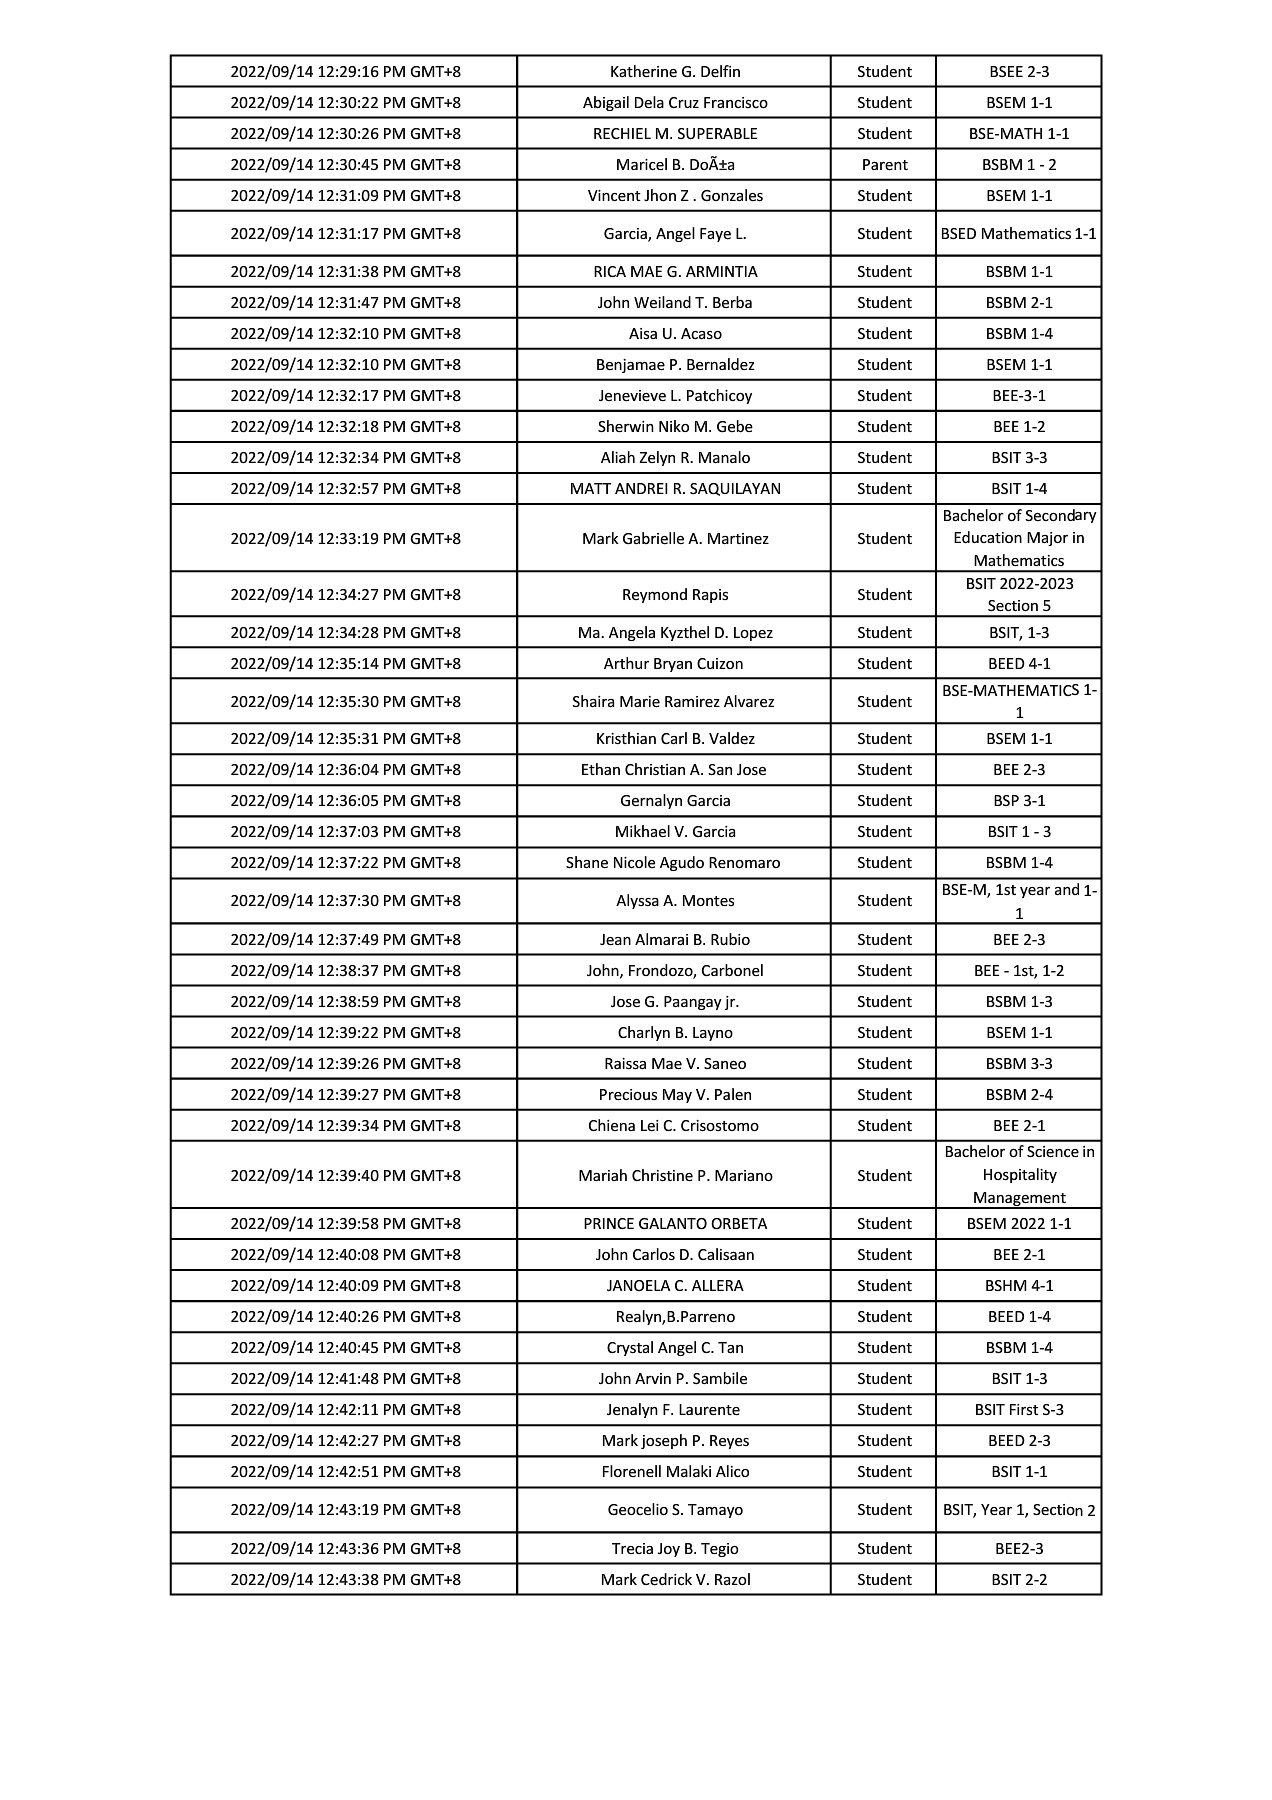 2022/09/14 12:29:16 PM GMT+8 Katherine G. Delfin Student BSEE 2-3
2022/09/14 12:30:22 PM GMT+8 Abigail Dela Cruz Francisco Student BSEM 1-1
2022/09/14 12:30:26 PM GMT+8 RECHIEL M. SUPERABLE Student BSE-MATH 1-1
2022/09/14 12:30:45 PM GMT+8 Maricel B. DoÃ±a Parent BSBM 1 - 2
2022/09/14 12:31:09 PM GMT+8 Vincent Jhon Z . Gonzales Student BSEM 1-1
2022/09/14 12:31:17 PM GMT+8 Garcia, Angel Faye L. Student BSED Mathematics 1-1
2022/09/14 12:31:38 PM GMT+8 RICA MAE G. ARMINTIA Student BSBM 1-1
2022/09/14 12:31:47 PM GMT+8 John Weiland T. Berba Student BSBM 2-1
2022/09/14 12:32:10 PM GMT+8 Aisa U. Acaso Student BSBM 1-4
2022/09/14 12:32:10 PM GMT+8 Benjamae P. Bernaldez Student BSEM 1-1
2022/09/14 12:32:17 PM GMT+8 Jenevieve L. Patchicoy Student BEE-3-1
2022/09/14 12:32:18 PM GMT+8 Sherwin Niko M. Gebe Student BEE 1-2
2022/09/14 12:32:34 PM GMT+8 Aliah Zelyn R. Manalo Student BSIT 3-3
2022/09/14 12:32:57 PM GMT+8 MATT ANDREI R. SAQUILAYAN Student BSIT 1-4
2022/09/14 12:33:19 PM GMT+8 Mark Gabrielle A. Martinez Student Bachelor of Secondary
Education Major in
Mathematics
2022/09/14 12:34:27 PM GMT+8 Reymond Rapis Student BSIT 2022-2023
Section 5
2022/09/14 12:34:28 PM GMT+8 Ma. Angela Kyzthel D. Lopez Student BSIT, 1-3
2022/09/14 12:35:14 PM GMT+8 Arthur Bryan Cuizon Student BEED 4-1
2022/09/14 12:35:30 PM GMT+8 Shaira Marie Ramirez Alvarez Student BSE-MATHEMATICS 1-
1
2022/09/14 12:35:31 PM GMT+8 Kristhian Carl B. Valdez Student BSEM 1-1
2022/09/14 12:36:04 PM GMT+8 Ethan Christian A. San Jose Student BEE 2-3
2022/09/14 12:36:05 PM GMT+8 Gernalyn Garcia Student BSP 3-1
2022/09/14 12:37:03 PM GMT+8 Mikhael V. Garcia Student BSIT 1 - 3
2022/09/14 12:37:22 PM GMT+8 Shane Nicole Agudo Renomaro Student BSBM 1-4
2022/09/14 12:37:30 PM GMT+8 Alyssa A. Montes Student BSE-M, 1st year and 1-
1
2022/09/14 12:37:49 PM GMT+8 Jean Almarai B. Rubio Student BEE 2-3
2022/09/14 12:38:37 PM GMT+8 John, Frondozo, Carbonel Student BEE - 1st, 1-2
2022/09/14 12:38:59 PM GMT+8 Jose G. Paangay jr. Student BSBM 1-3
2022/09/14 12:39:22 PM GMT+8 Charlyn B. Layno Student BSEM 1-1
2022/09/14 12:39:26 PM GMT+8 Raissa Mae V. Saneo Student BSBM 3-3
2022/09/14 12:39:27 PM GMT+8 Precious May V. Palen Student BSBM 2-4
2022/09/14 12:39:34 PM GMT+8 Chiena Lei C. Crisostomo Student BEE 2-1
2022/09/14 12:39:40 PM GMT+8 Mariah Christine P. Mariano Student Bachelor of Science in
Hospitality
Management
2022/09/14 12:39:58 PM GMT+8 PRINCE GALANTO ORBETA Student BSEM 2022 1-1
2022/09/14 12:40:08 PM GMT+8 John Carlos D. Calisaan Student BEE 2-1
2022/09/14 12:40:09 PM GMT+8 JANOELA C. ALLERA Student BSHM 4-1
2022/09/14 12:40:26 PM GMT+8 Realyn,B.Parreno Student BEED 1-4
2022/09/14 12:40:45 PM GMT+8 Crystal Angel C. Tan Student BSBM 1-4
2022/09/14 12:41:48 PM GMT+8 John Arvin P. Sambile Student BSIT 1-3
2022/09/14 12:42:11 PM GMT+8 Jenalyn F. Laurente Student BSIT First S-3
2022/09/14 12:42:27 PM GMT+8 Mark joseph P. Reyes Student BEED 2-3
2022/09/14 12:42:51 PM GMT+8 Florenell Malaki Alico Student BSIT 1-1
2022/09/14 12:43:19 PM GMT+8 Geocelio S. Tamayo Student BSIT, Year 1, Section 2
2022/09/14 12:43:36 PM GMT+8 Trecia Joy B. Tegio Student BEE2-3
2022/09/14 12:43:38 PM GMT+8 Mark Cedrick V. Razol Student BSIT 2-2